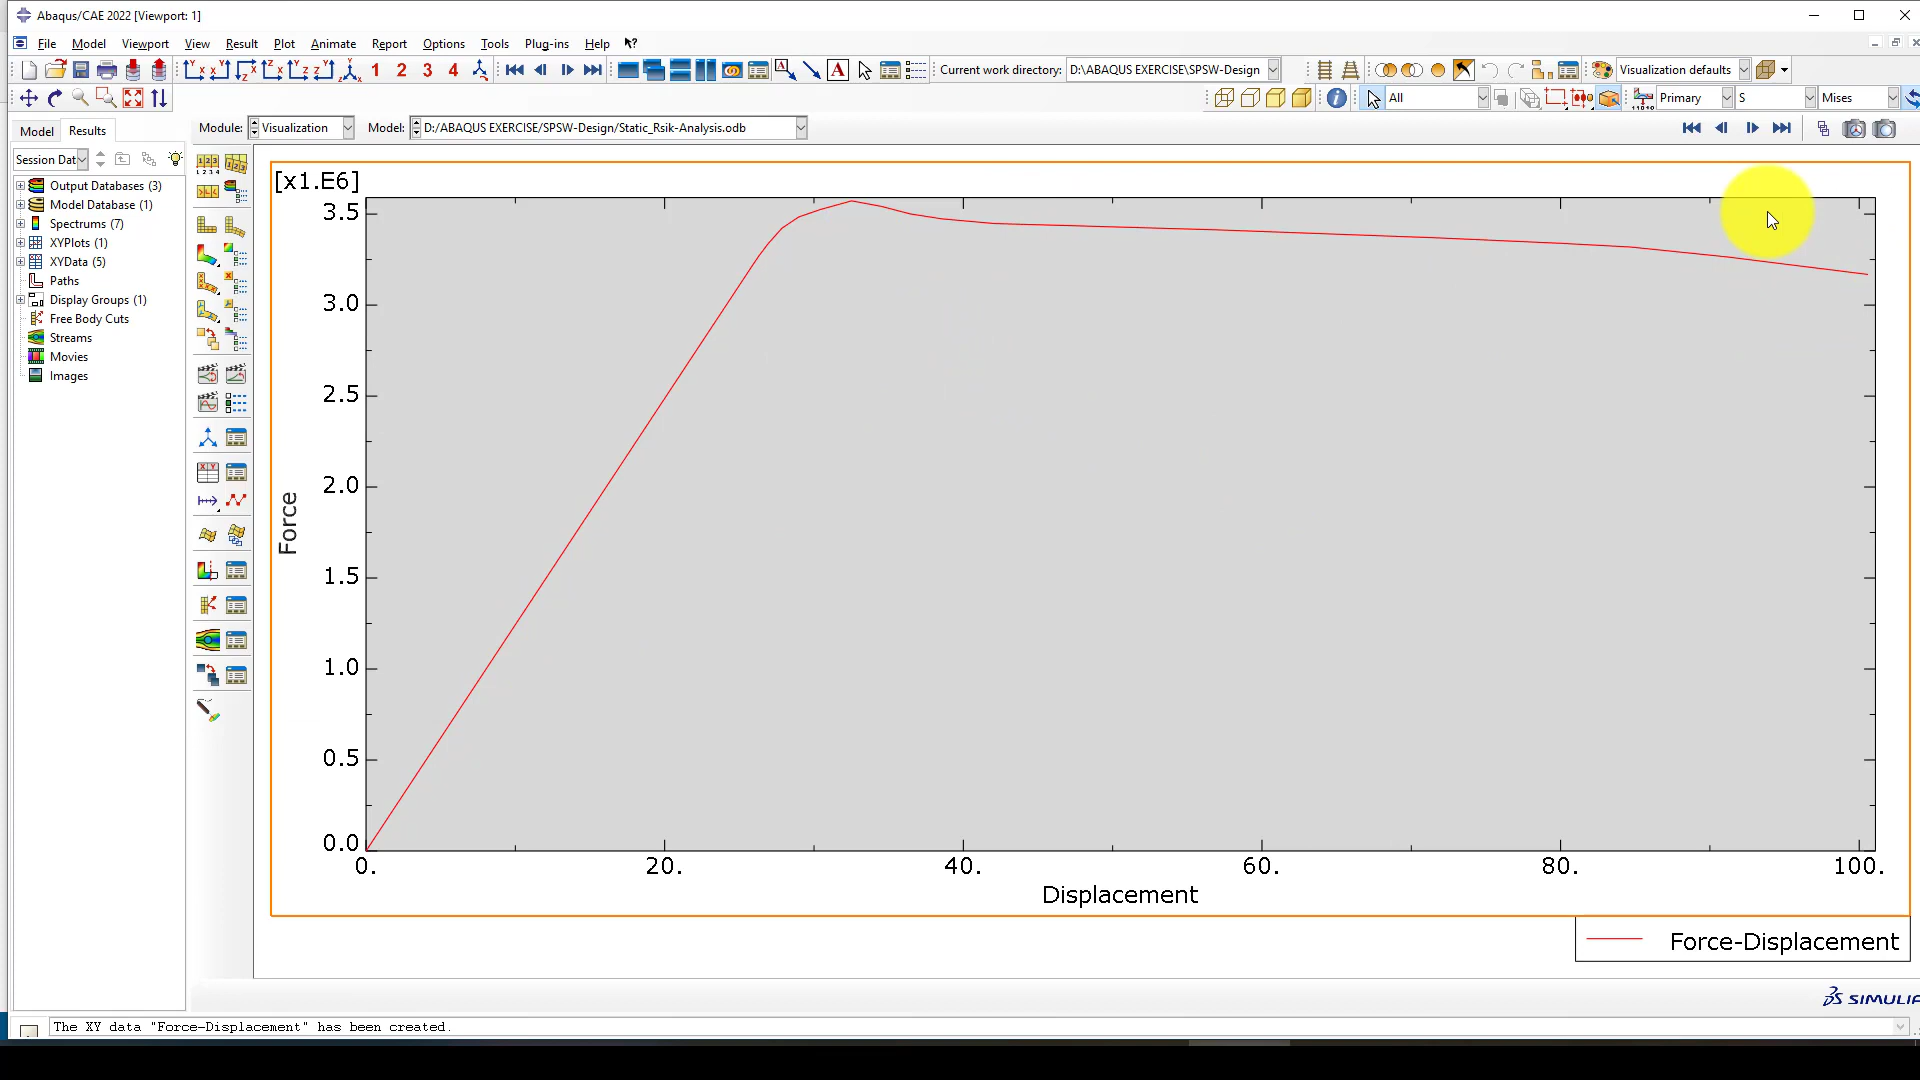 Abaqus/CAE 2022 [Viewport: 1]
File Model Viewport View Result Plot Animate Report Options Tools Plug-ins Help
1 2 3 4 Current work directory: D:\ABAQUS EXERCISE\SPSW-Design Visualization defaults
All Primary S Mises
Model Results Module: Visualization Model: D:/ABAQUS EXERCISE/SPSW-Design/Static_Rsik-Analysis.odb
Session Dat
Output Databases (3)
Model Database (1)
Spectrums (7)
XYPlots (1)
XYData (5)
Paths
Display Groups (1)
Free Body Cuts
Streams
Movies
Images
[x1.E6]
3.5
3.0
2.5
2.0
1.5
1.0
0.5
0.0
Force
0. 20. 40. 60. 80. 100.
Displacement
Force-Displacement
SIMULIA
The XY data "Force-Displacement" has been created.